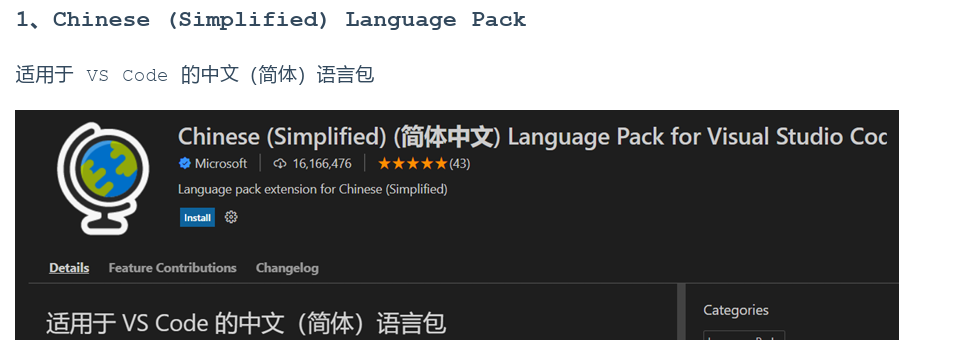 1、Chinese (Simplified) Language Pack
适用于 VS Code 的中文（简体）语言包
Chinese (Simplified) (简体中文) Language Pack for Visual Studio Coc
Microsoft 16,166,476 (43)
Language pack extension for Chinese (Simplified)
Install
Details Feature Contributions Changelog
适用于 VS Code 的中文（简体）语言包
Categories